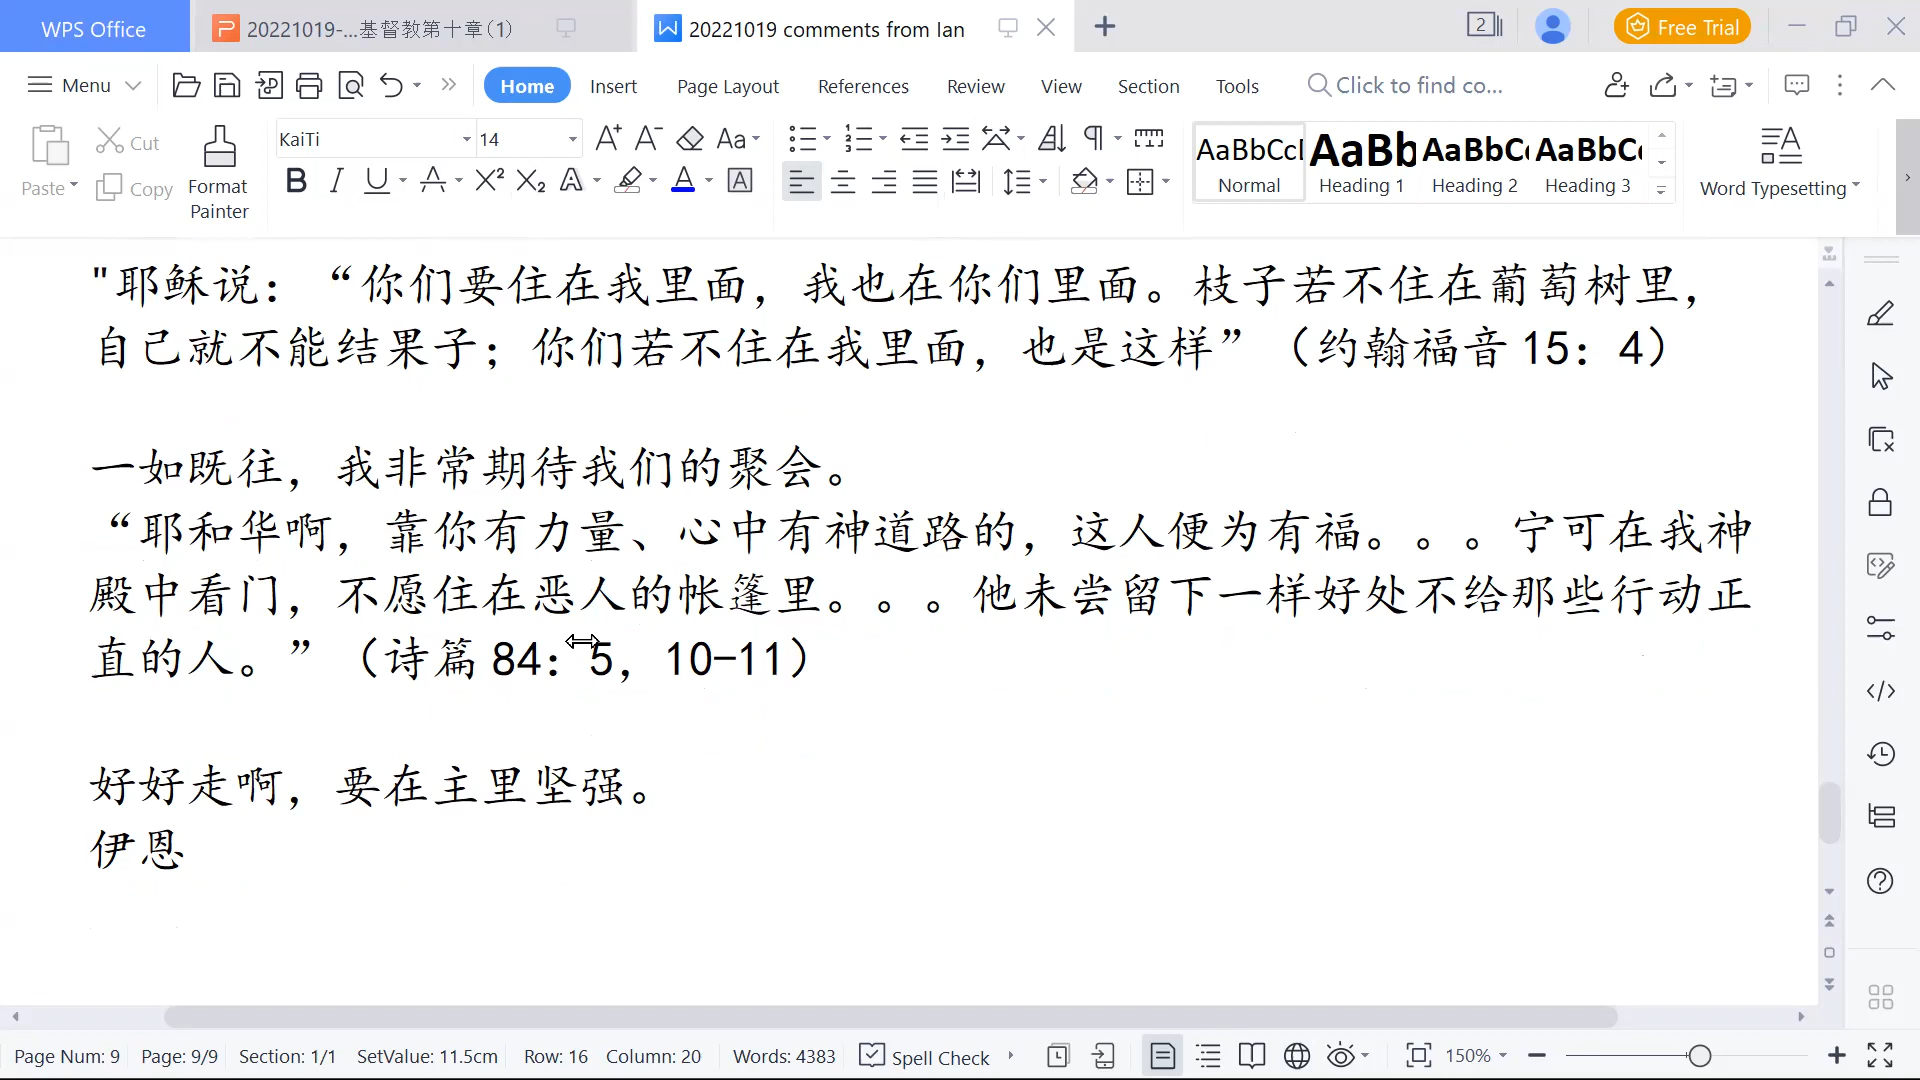 WPS Office
20221019-...基督教第十章(1)
20221019 comments from Ian
2
Free Trial
Menu
Home
Insert
Page Layout
References
Review
View
Section
Tools
Click to find co...
Paste
Cut
Copy
Format Painter
KaiTi
14
AaBbCcI
Normal
AaBb
Heading 1
AaBbC
Heading 2
AaBbC
Heading 3
Word Typesetting
"耶稣说：“你们要住在我里面，我也在你们里面。枝子若不住在葡萄树里，
自己就不能结果子；你们若不住在我里面，也是这样”（约翰福音 15：4）
一如既往，我非常期待我们的聚会。
“耶和华啊，靠你有力量、心中有神道路的，这人便为有福。。。宁可在我神
殿中看门，不愿住在恶人的帐篷里。。。他未尝留下一样好处不给那些行动正
直的人。”（诗篇 84：5，10-11）
好好走啊，要在主里坚强。
伊恩
Page Num: 9
Page: 9/9
Section: 1/1
SetValue: 11.5cm
Row: 16
Column: 20
Words: 4383
Spell Check
150%